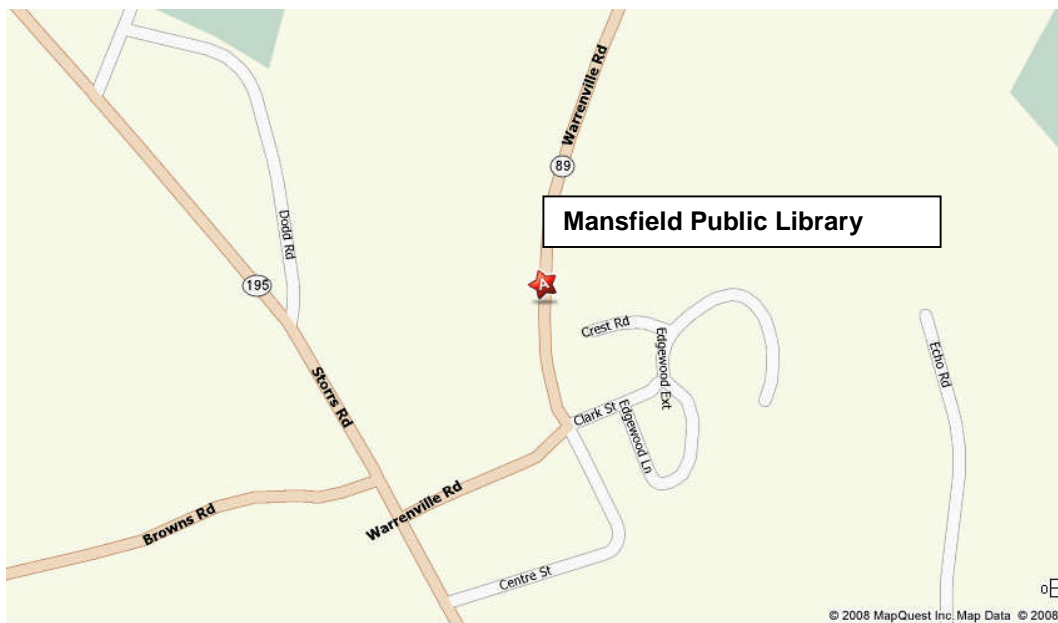 Warrenville Rd
89
Mansfield Public Library
Dodd Rd
195
A
Crest Rd
Edgewood Ext
Echo Rd
Storrs Rd
Clark St
Edgewood Ln
Warrenville Rd
Browns Rd
Centre St
0
© 2008 MapQuest Inc. Map Data © 2008